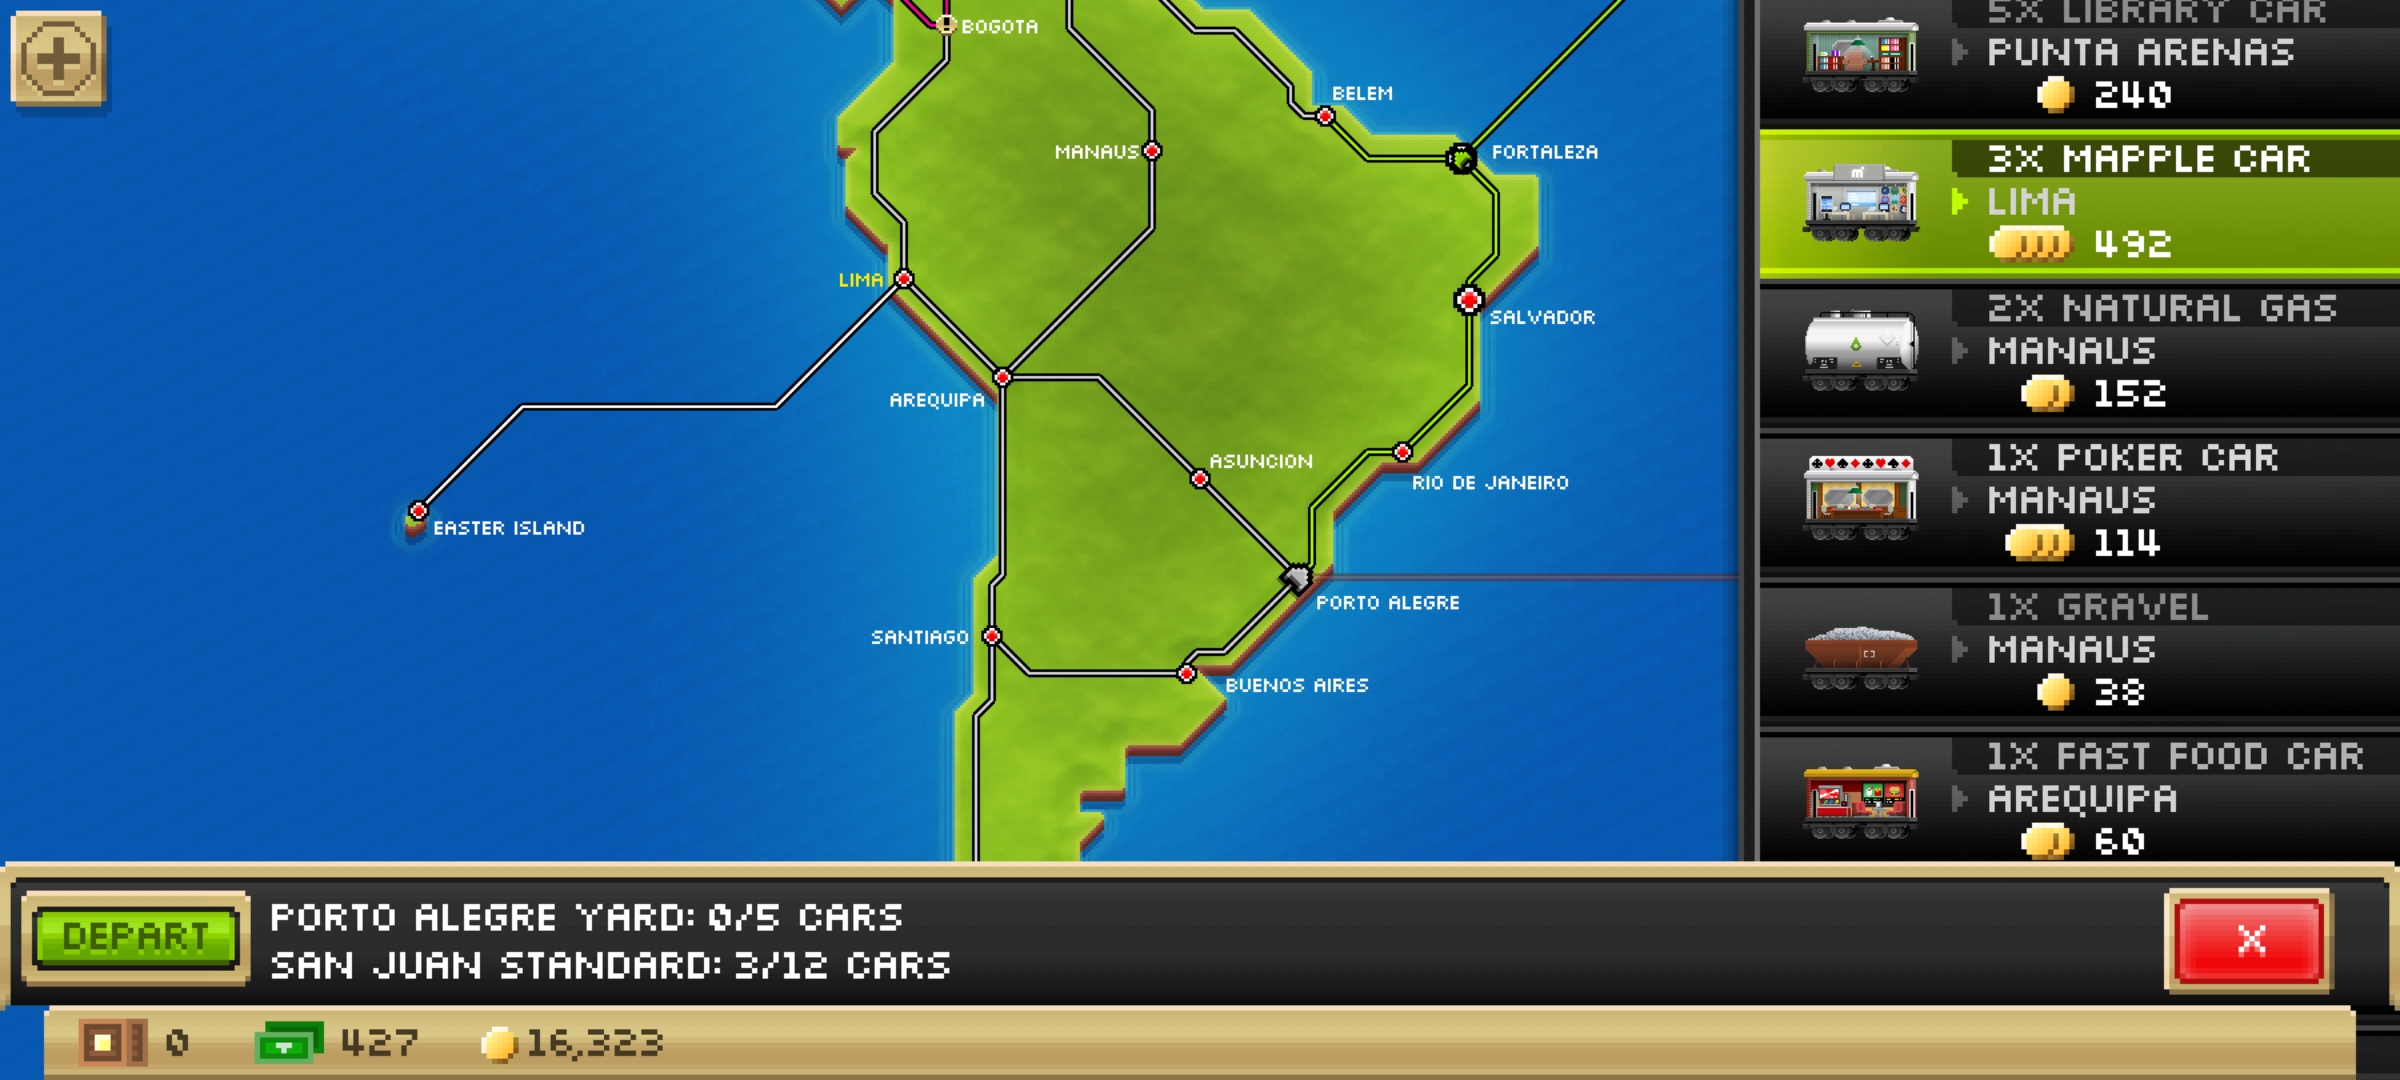 BOGOTA
BELEM
MANAUS
FORTALEZA
LIMA
SALVADOR
AREQUIPA
ASUNCION
RIO DE JANEIRO
EASTER ISLAND
PORTO ALEGRE
SANTIAGO
BUENOS AIRES
5X LIBRARY CAR
PUNTA ARENAS
240
3X MAPPLE CAR
LIMA
492
2X NATURAL GAS
MANAUS
152
1X POKER CAR
MANAUS
114
1X GRAVEL
MANAUS
38
1X FAST FOOD CAR
AREQUIPA
60
DEPART
PORTO ALEGRE YARD: 0/5 CARS
SAN JUAN STANDARD: 3/12 CARS
X
0
427
16,323